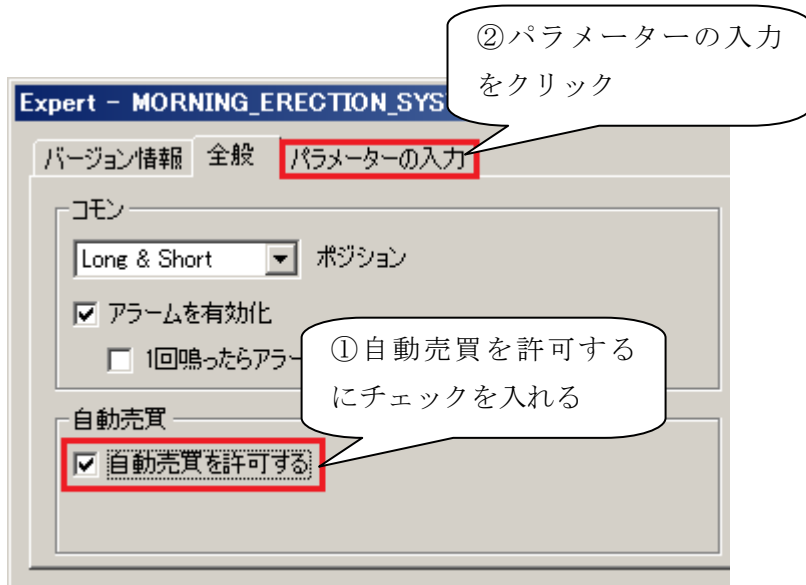 ②パラメーターの入力
をクリック
Expert - MORNING_ERECTION_SYS
バージョン情報 全般 パラメーターの入力
コモン
Long & Short ポジション
アラームを有効化
1回鳴ったらアラー
①自動売買を許可する
にチェックを入れる
自動売買
自動売買を許可する